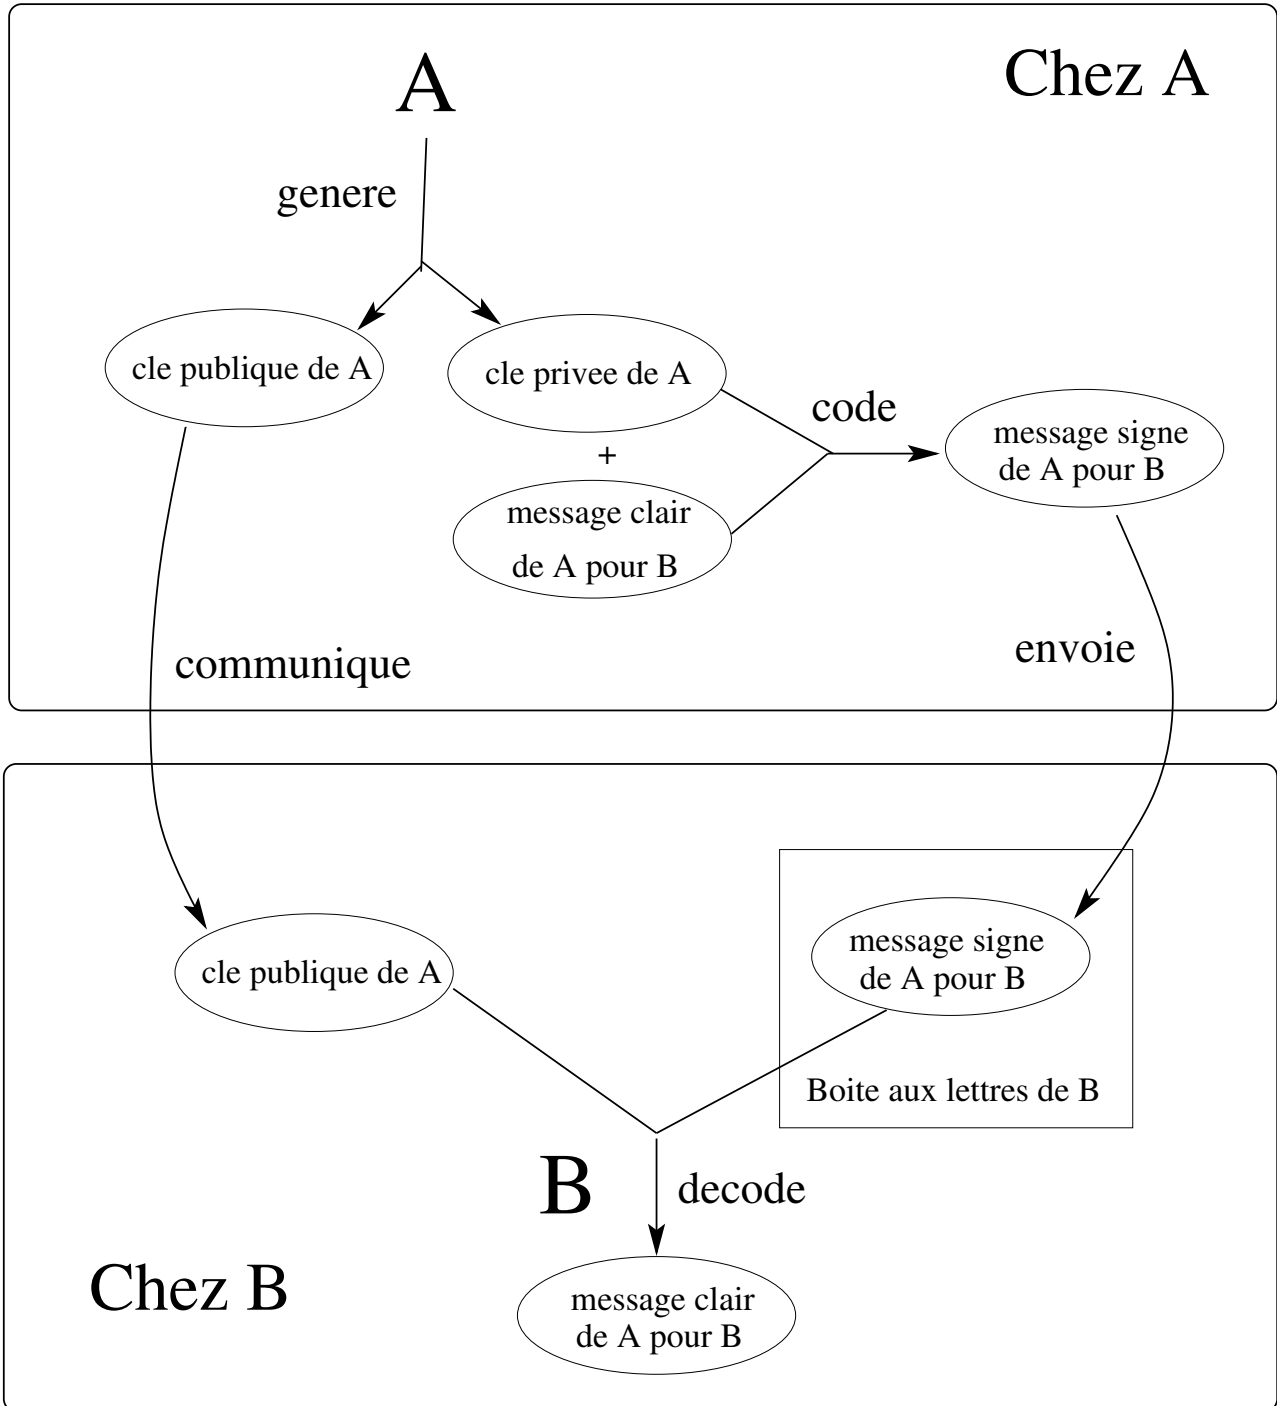 A
Chez A
genere
cle publique de A
cle privee de A
code
+
message signe
de A pour B
message clair
de A pour B
communique
envoie
cle publique de A
message signe
de A pour B
Boite aux lettres de B
B
decode
Chez B
message clair
de A pour B